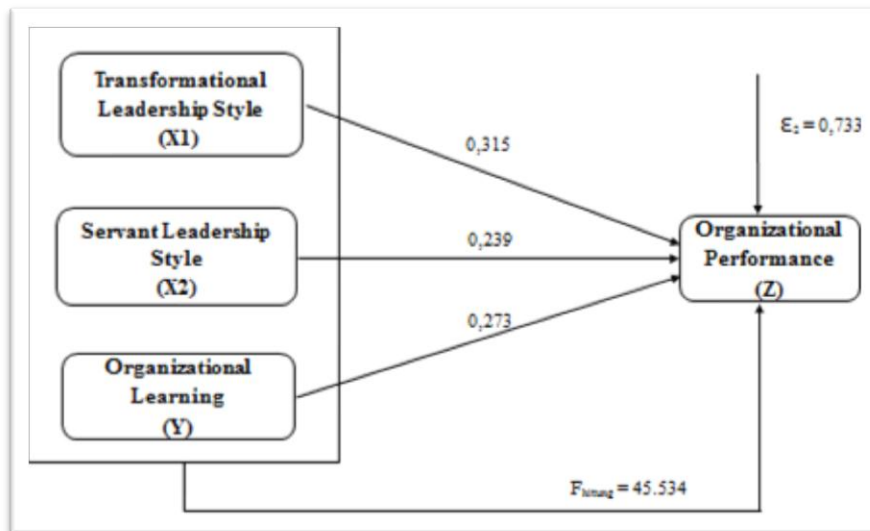 Transformational
Leadership Style
(X1)
0,315
Ɛ₂ = 0,733
Servant Leadership
Style
(X2)
0,239
Organizational
Performance
(Z)
0,273
Organizational
Learning
(Y)
Fhitung = 45.534